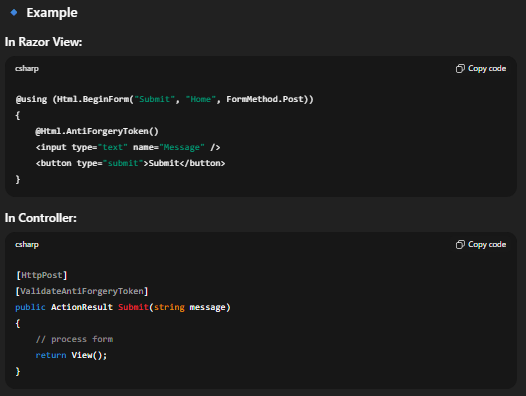 Example
In Razor View:
csharp Copy code
@using (Html.BeginForm("Submit", "Home", FormMethod.Post))
{
    @Html.AntiForgeryToken()
    <input type="text" name="Message" />
    <button type="submit">Submit</button>
}
In Controller:
csharp Copy code
[HttpPost]
[ValidateAntiForgeryToken]
public ActionResult Submit(string message)
{
    // process form
    return View();
}